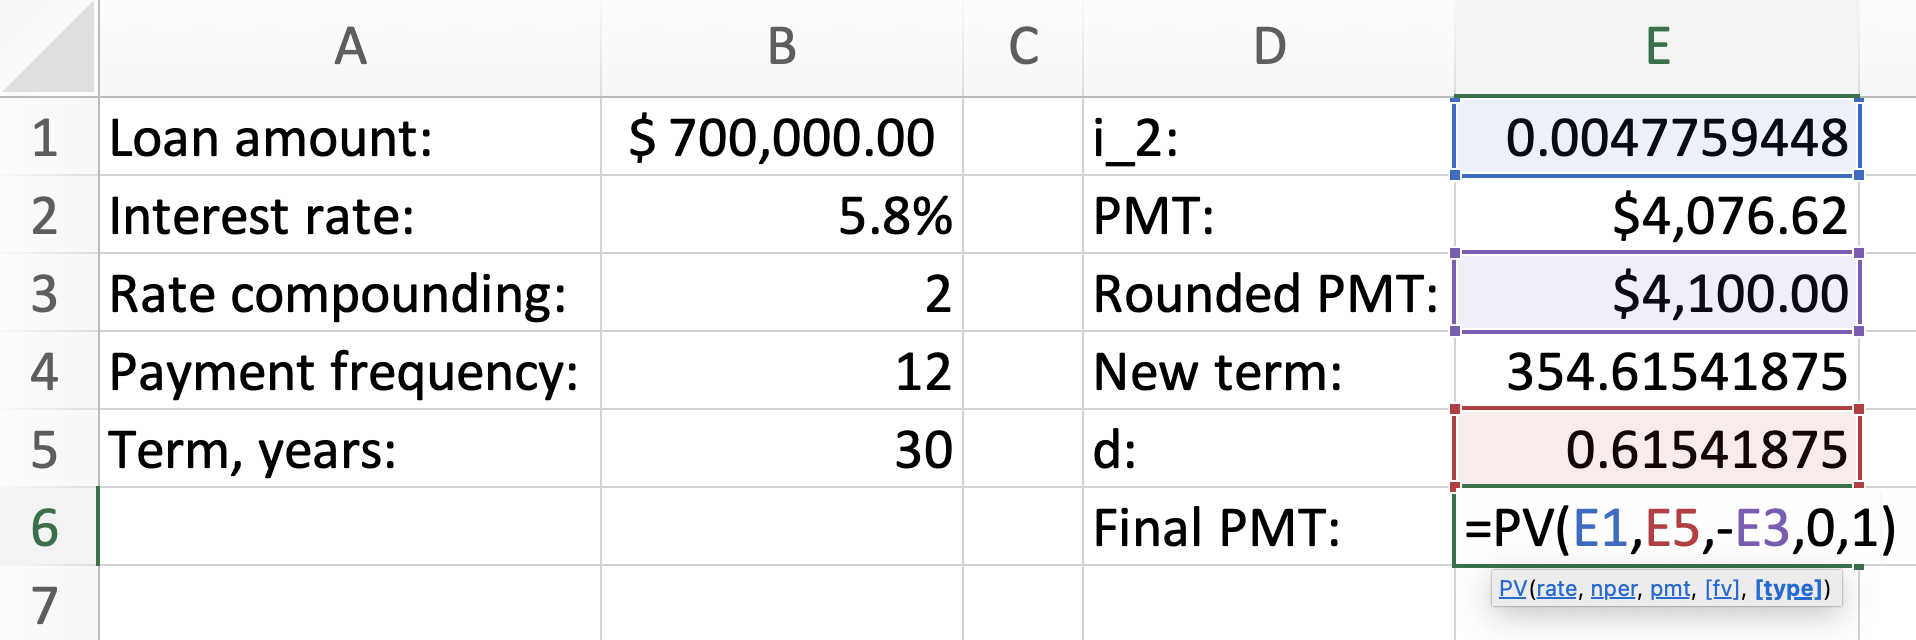 A B C D E
1 Loan amount: $ 700,000.00 i_2: 0.0047759448
2 Interest rate: 5.8% PMT: $4,076.62
3 Rate compounding: 2 Rounded PMT: $4,100.00
4 Payment frequency: 12 New term: 354.61541875
5 Term, years: 30 d: 0.61541875
6 Final PMT: =PV(E1,E5,-E3,0,1)
PV(rate, nper, pmt, [fv], [type])
7